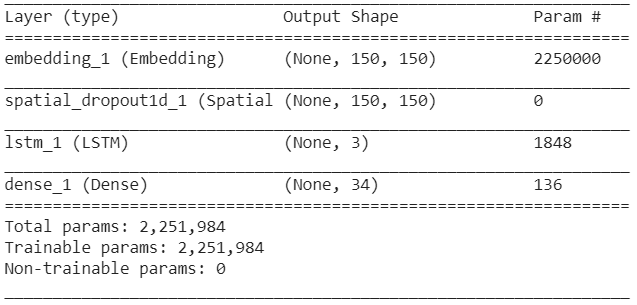 Layer (type) Output Shape Param #
=================================================================
embedding_1 (Embedding) (None, 150, 150) 2250000
_________________________________________________________________
spatial_dropout1d_1 (Spatial (None, 150, 150) 0
_________________________________________________________________
lstm_1 (LSTM) (None, 3) 1848
_________________________________________________________________
dense_1 (Dense) (None, 34) 136
=================================================================
Total params: 2,251,984
Trainable params: 2,251,984
Non-trainable params: 0
_________________________________________________________________